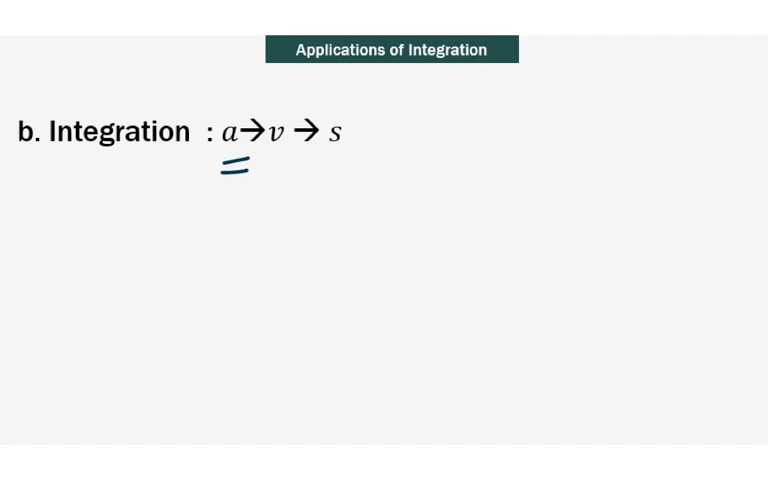 Applications of Integration
b. Integration : a→v → s